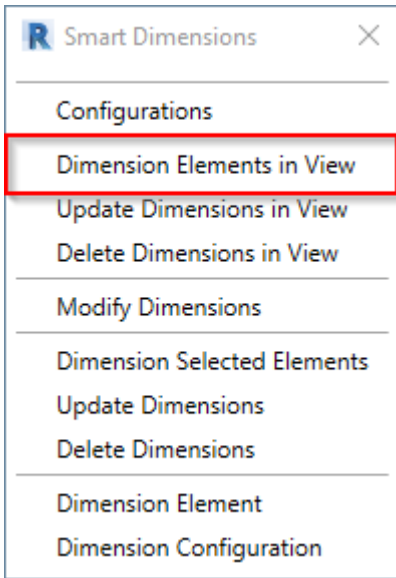 R Smart Dimensions
Configurations
Dimension Elements in View
Update Dimensions in View
Delete Dimensions in View
Modify Dimensions
Dimension Selected Elements
Update Dimensions
Delete Dimensions
Dimension Element
Dimension Configuration